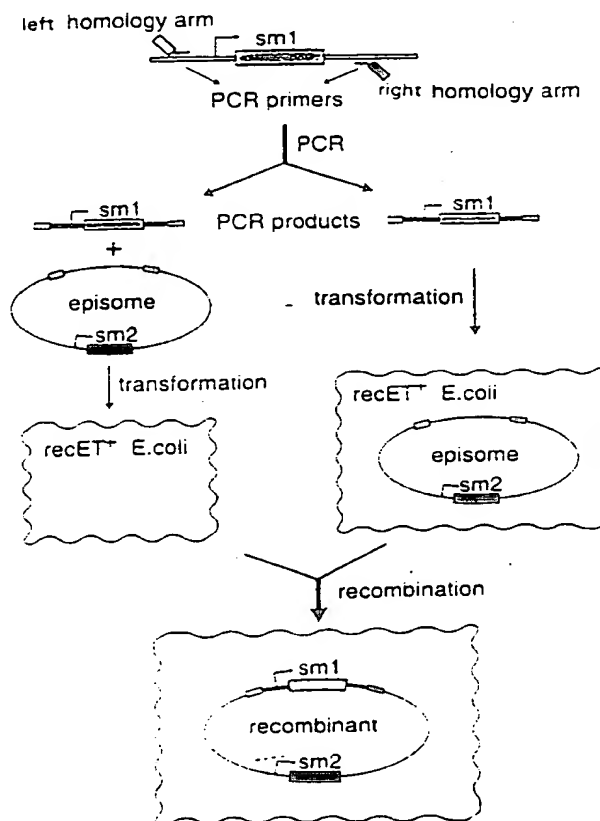 left homology arm
sm1
right homology arm
PCR primers
PCR
sm1
PCR products
sm1
+
episome
sm2
transformation
transformation
recET+ E.coli
recET+ E.coli
episome
sm2
recombination
sm1
recombinant
sm2